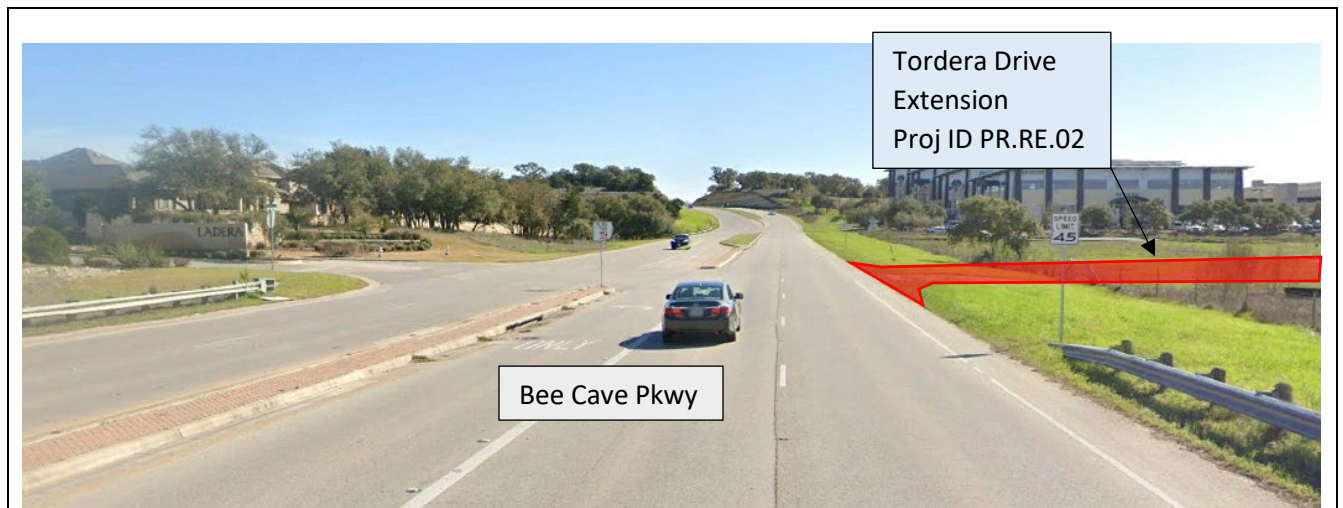 Tordera Drive
Extension
Proj ID PR.RE.02
LADERA
SPEED
LIMIT
45
ONLY
Bee Cave Pkwy